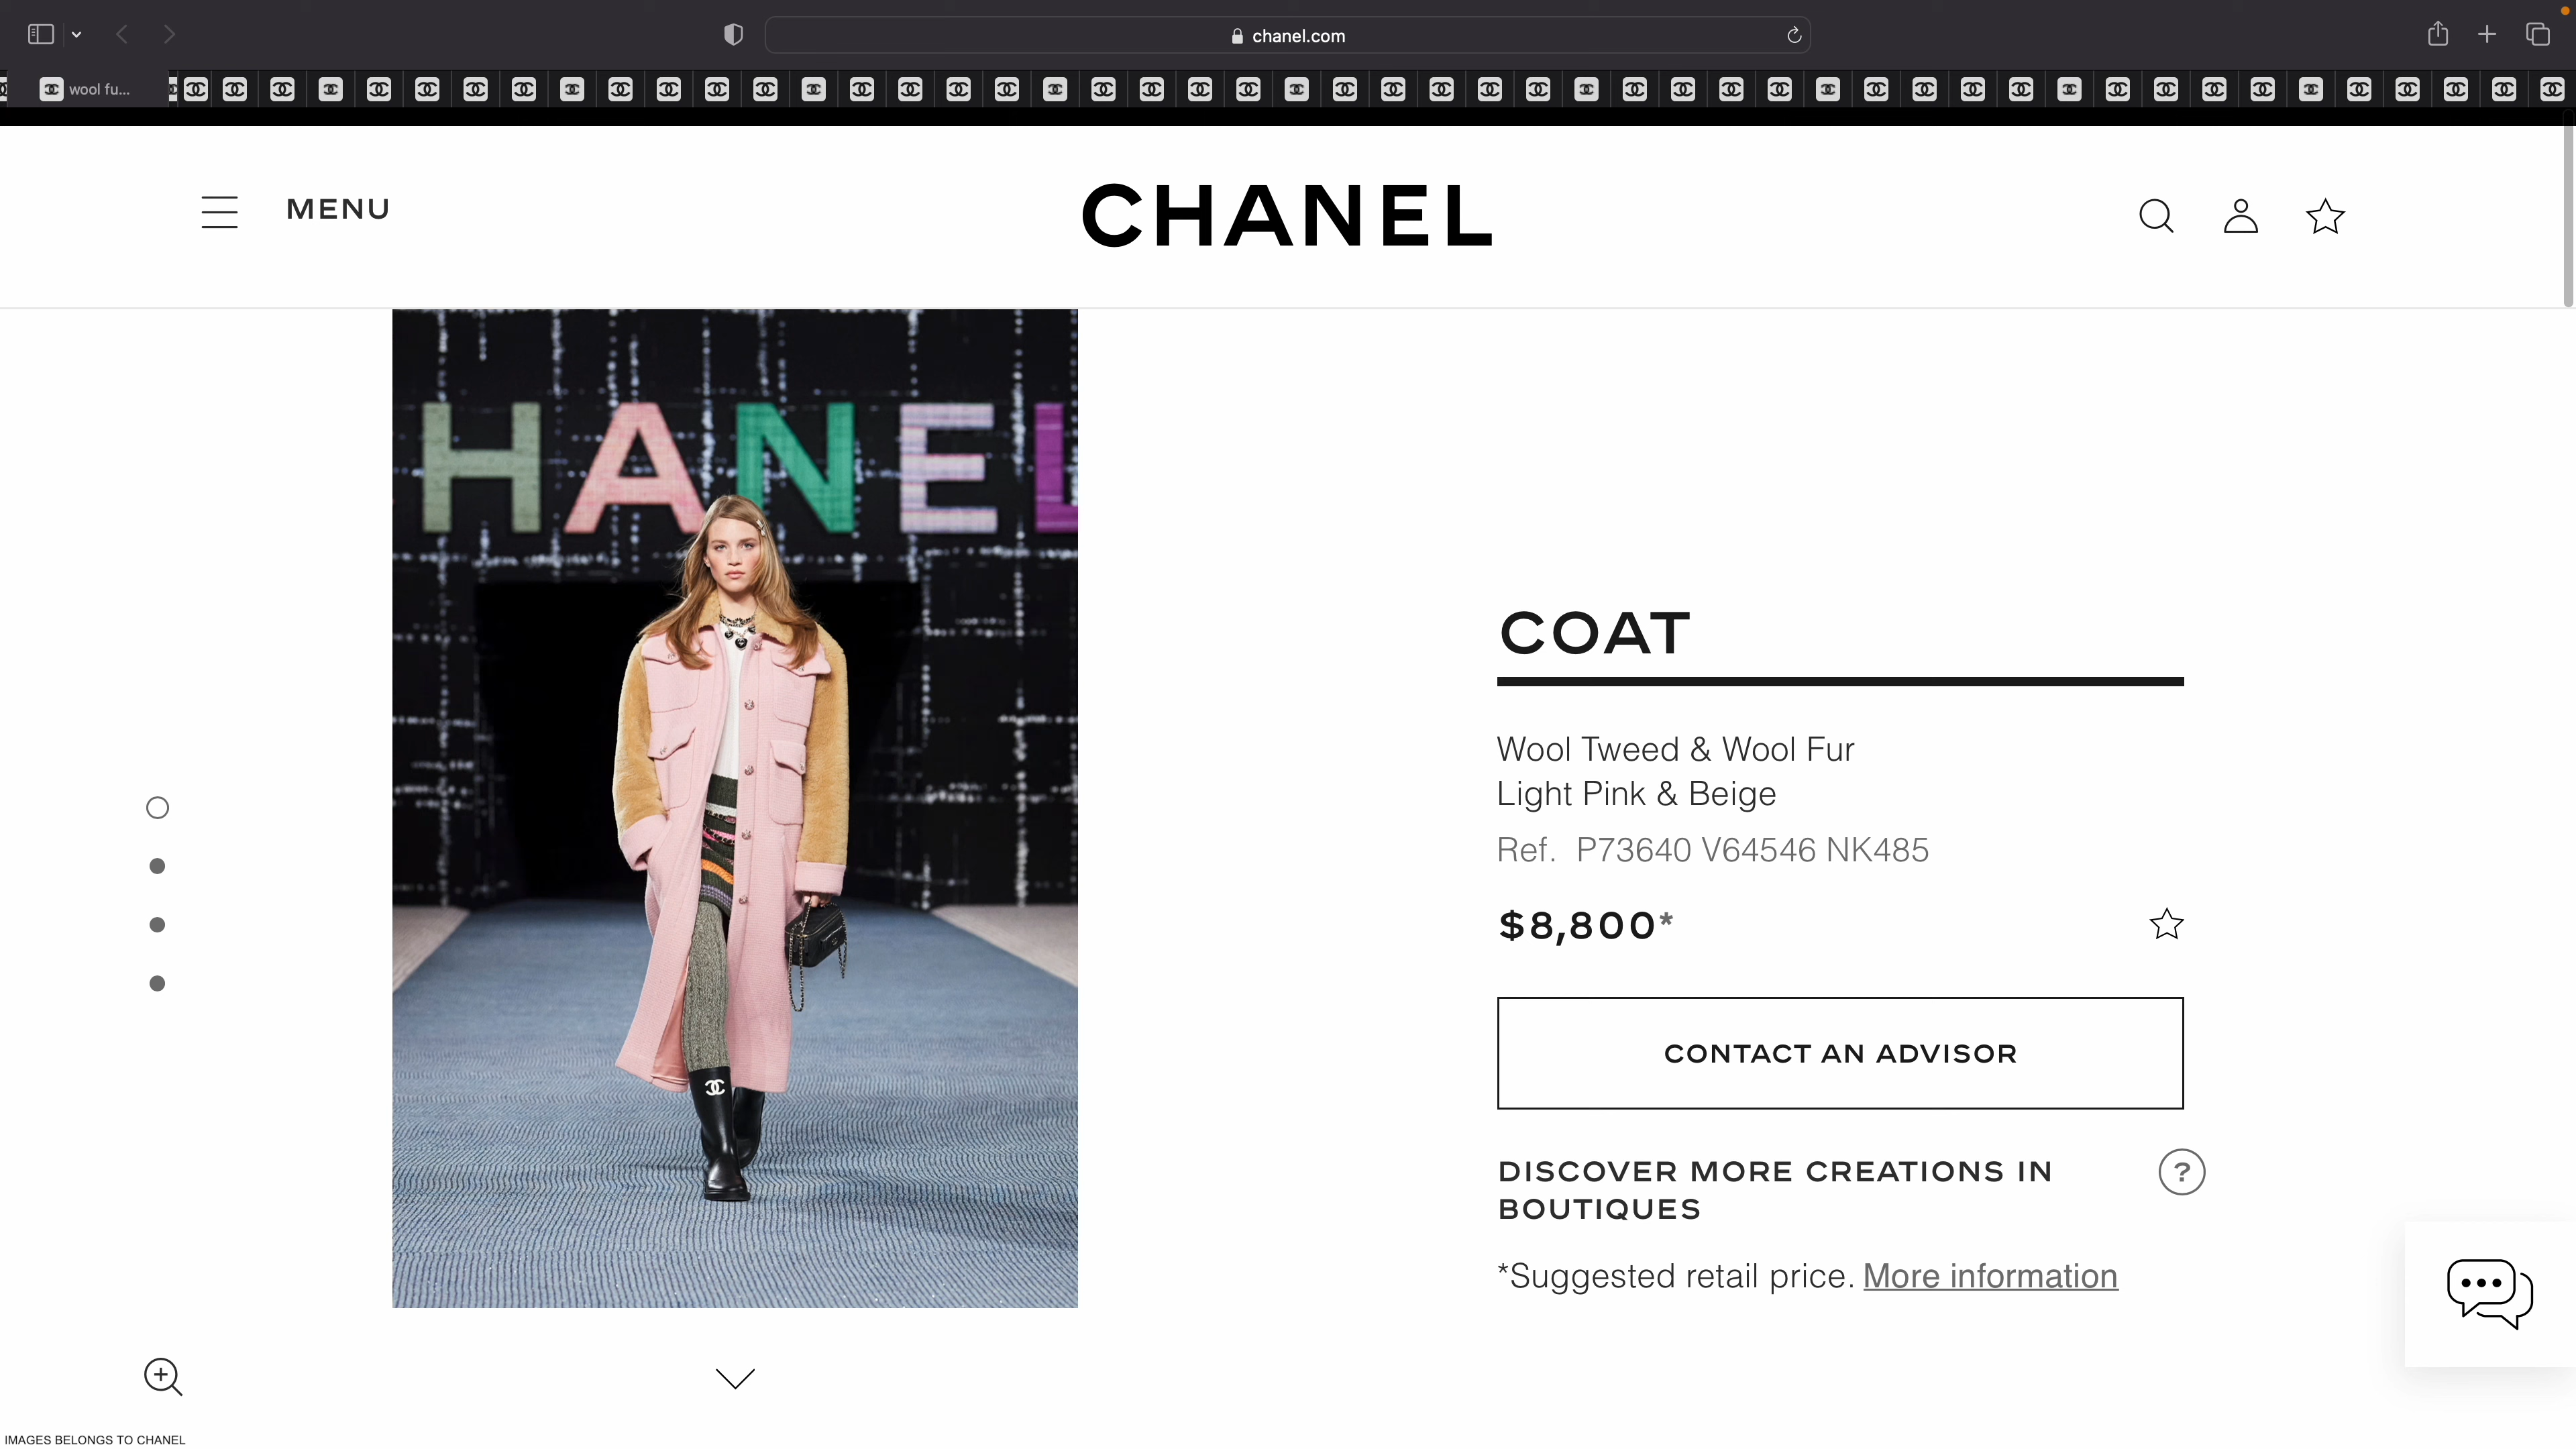 chanel.com
wool fu...
MENU
CHANEL
HANEL
COAT
Wool Tweed & Wool Fur
Light Pink & Beige
Ref. P73640 V64546 NK485
$8,800*
CONTACT AN ADVISOR
DISCOVER MORE CREATIONS IN
BOUTIQUES
?
*Suggested retail price. More information
IMAGES BELONGS TO CHANEL